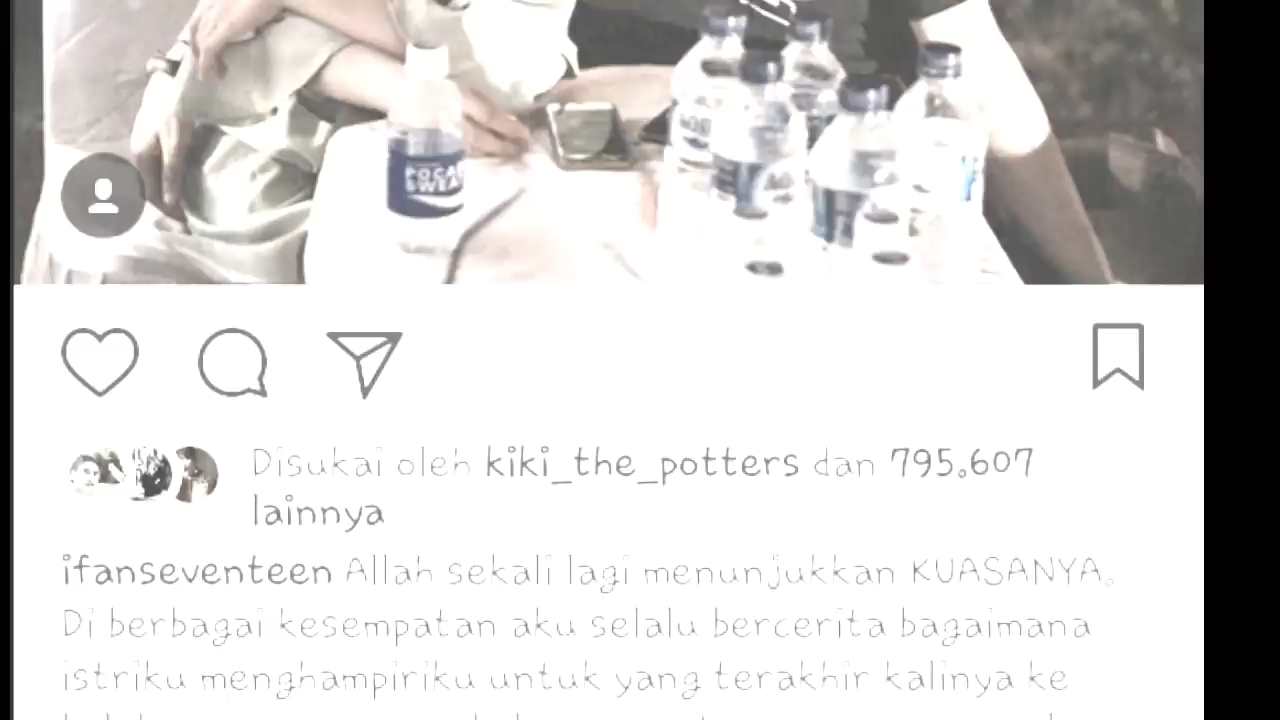 POCARI
SWEAT
Disukai oleh kiki_the_potters dan 795.607
lainnya
ifanseventeen Allah sekali lagi menunjukkan KUASANYA.
Di berbagai kesempatan aku selalu bercerita bagaimana
istriku menghampiriku untuk yang terakhir kalinya ke